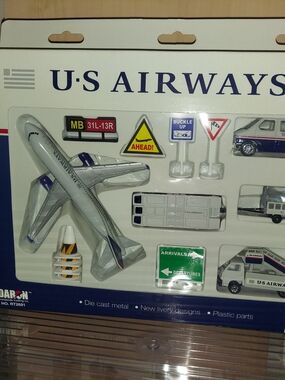 U·S AIRWAYS
MB 31L-13R
AHEAD!
BUCKLE
UP
ARRIVALS
DEPARTURES
U·S AIRWAYS
DARON
• Die cast metal • New livery designs • Plastic parts